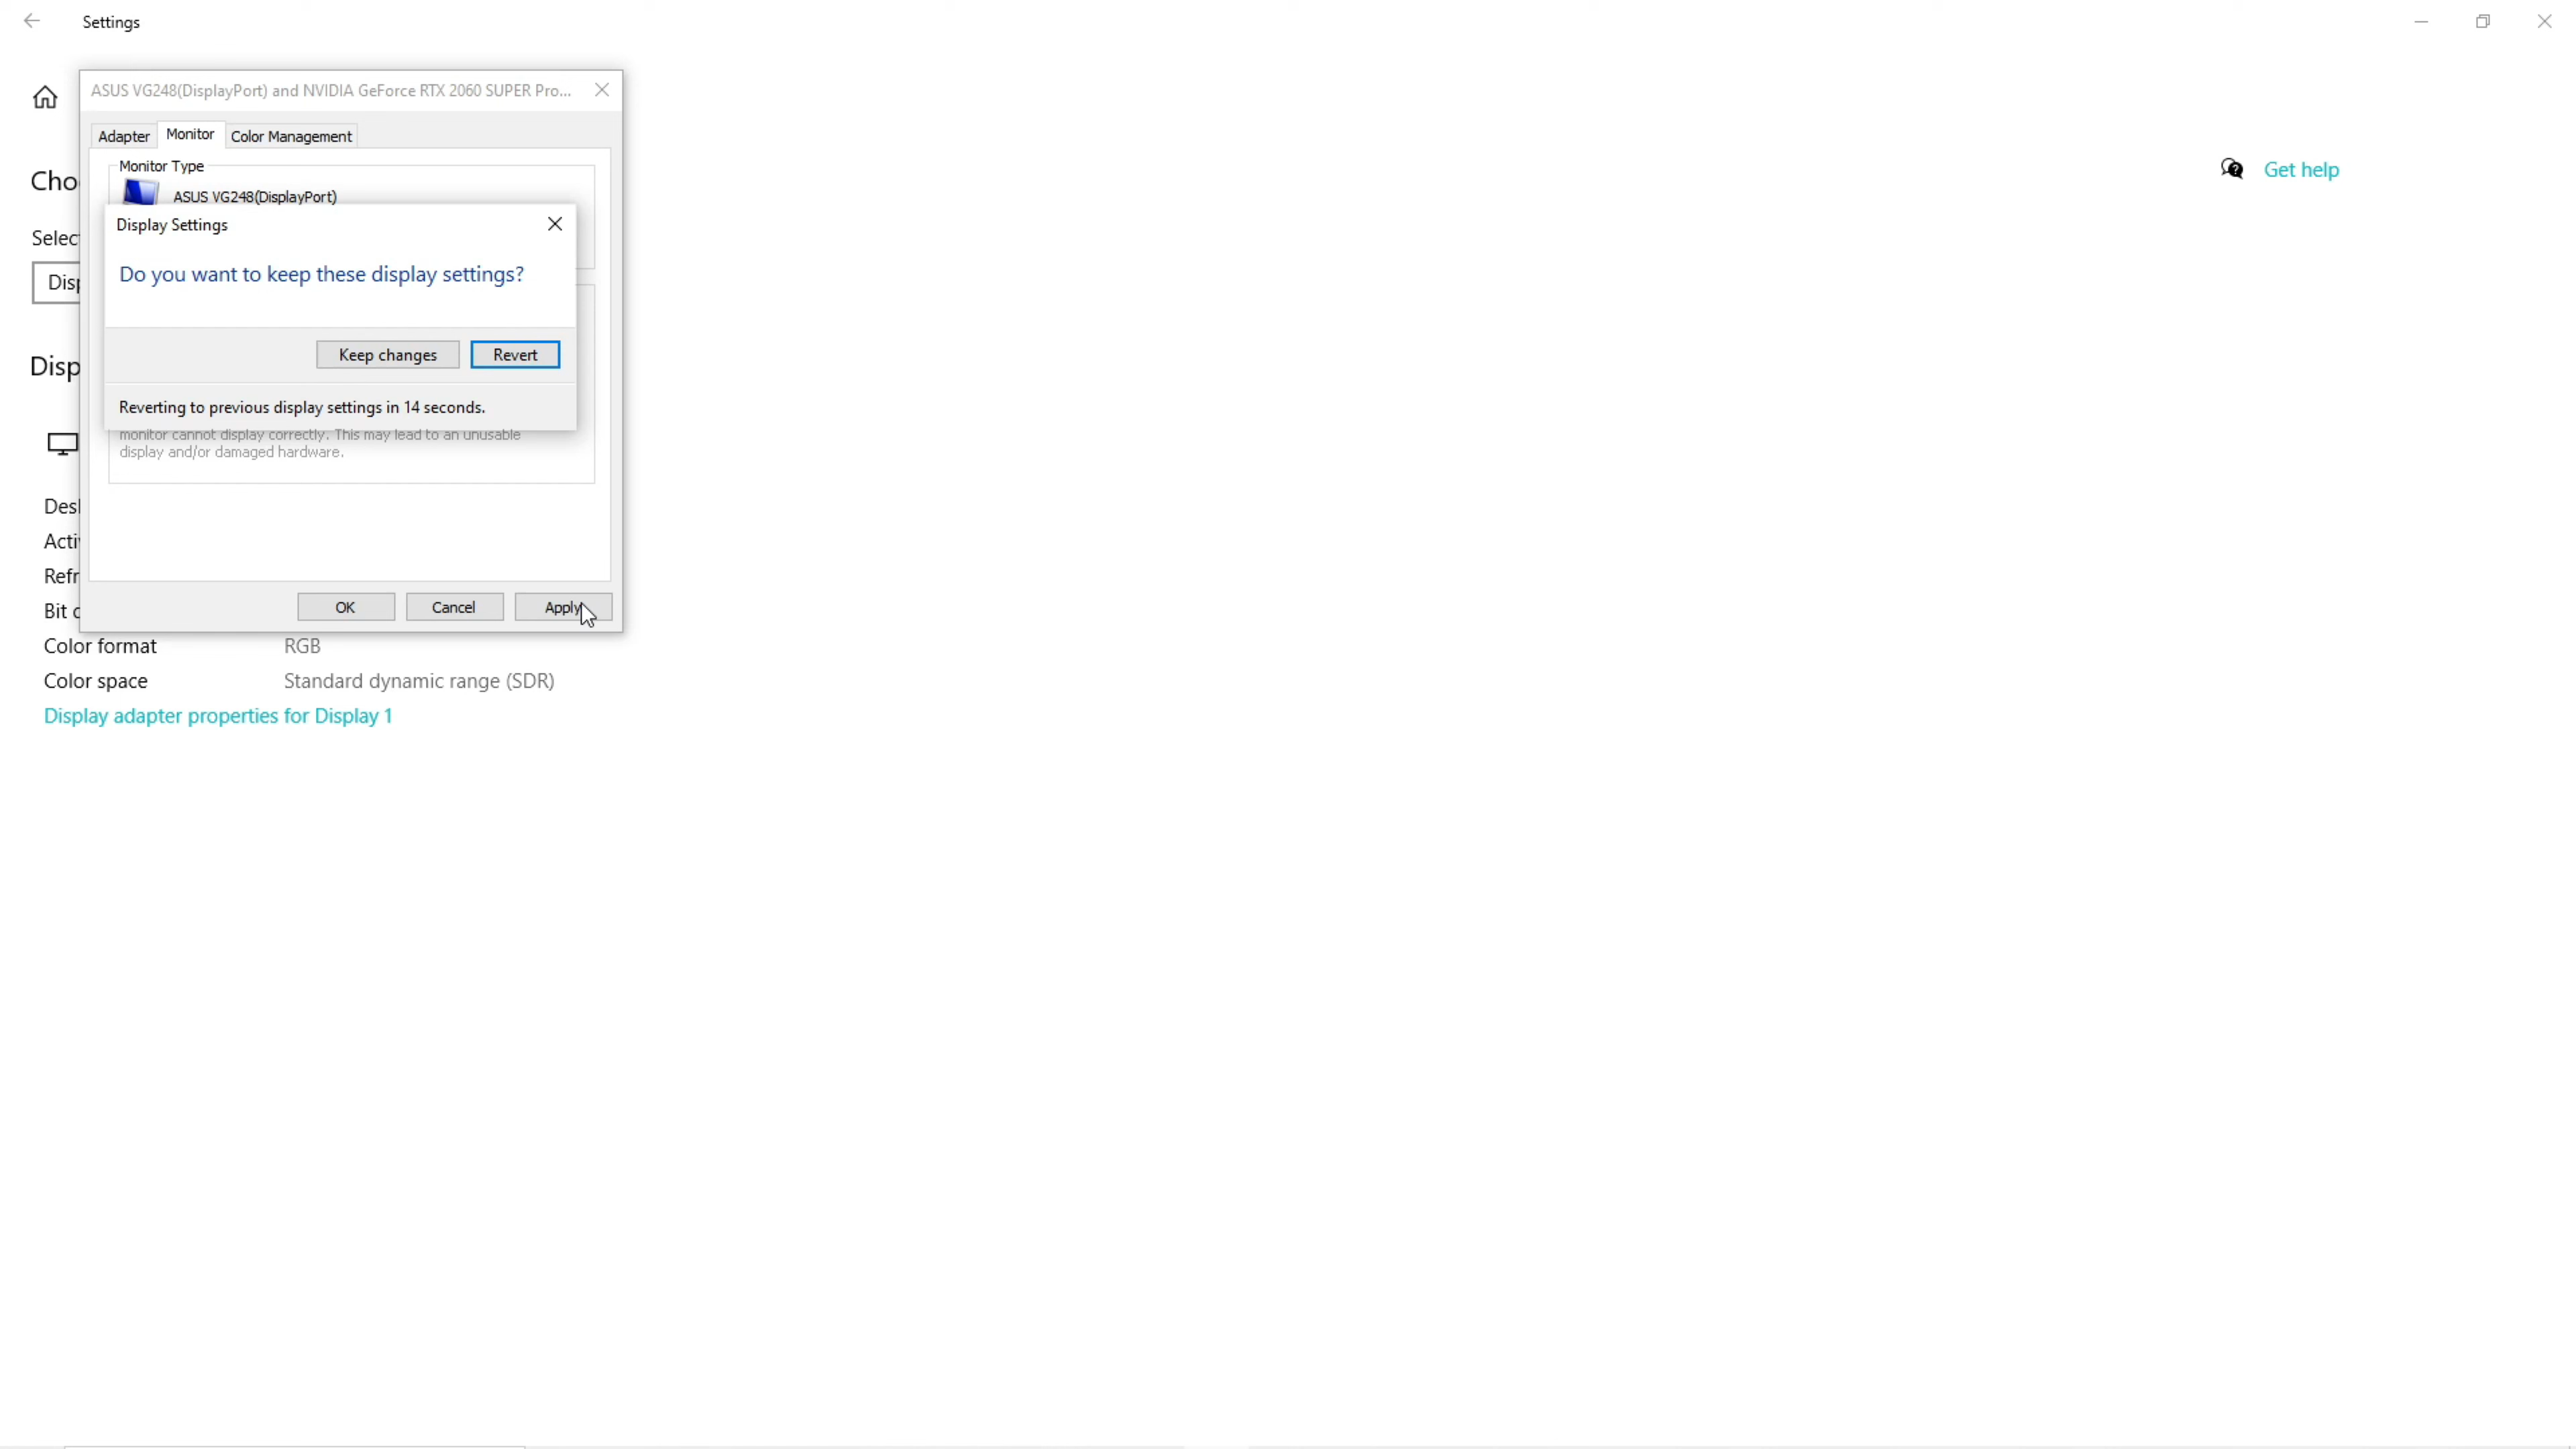 Settings
ASUS VG248(DisplayPort) and NVIDIA GeForce RTX 2060 SUPER Pro...
Adapter
Monitor
Color Management
Monitor Type
ASUS VG248(DisplayPort)
Cho
Get help
Selec
Display Settings
Do you want to keep these display settings?
Disp
Keep changes
Revert
Disp
Reverting to previous display settings in 14 seconds.
monitor cannot display correctly. This may lead to an unusable
display and/or damaged hardware.
Desk
Activ
Refr
Bit
OK
Cancel
Apply
Color format RGB
Color space Standard dynamic range (SDR)
Display adapter properties for Display 1